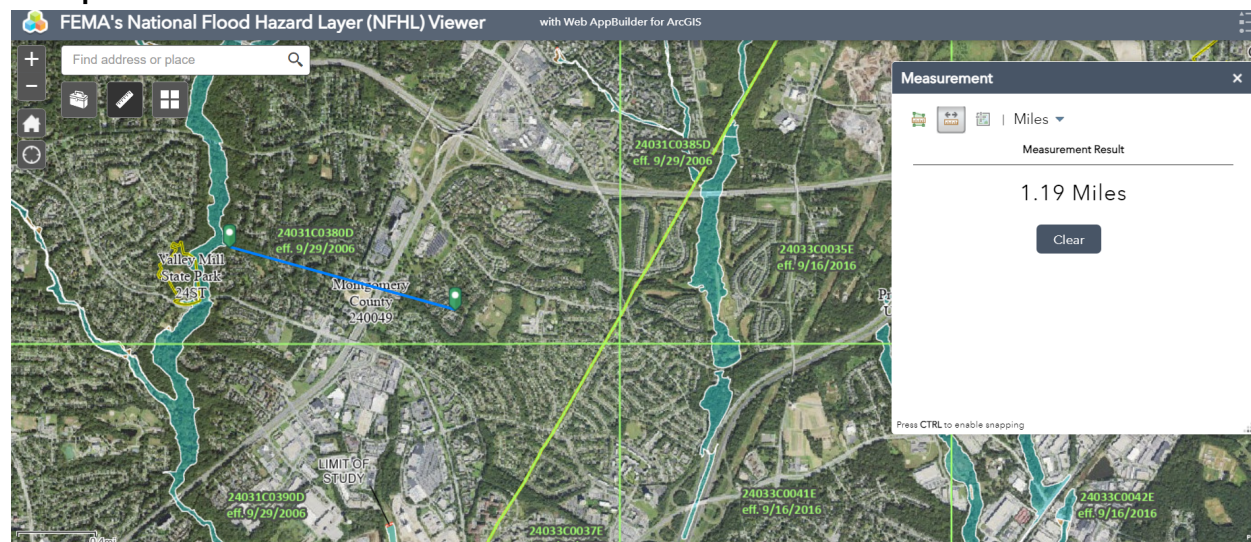 FEMA's National Flood Hazard Layer (NFHL) Viewer
with Web AppBuilder for ArcGIS
Find address or place
Measurement
Miles
Measurement Result
1.19 Miles
Clear
Press CTRL to enable snapping
24031C0385D
eff. 9/29/2006
24031C0380D
eff. 9/29/2006
24033C0035E
eff. 9/16/2016
Valley Mill
State Park
24ST
Montgomery
County
240049
LIMIT OF
STUDY
24031C0390D
eff. 9/29/2006
24033C0041E
eff. 9/16/2016
24033C0042E
eff. 9/16/2016
24033C0037E